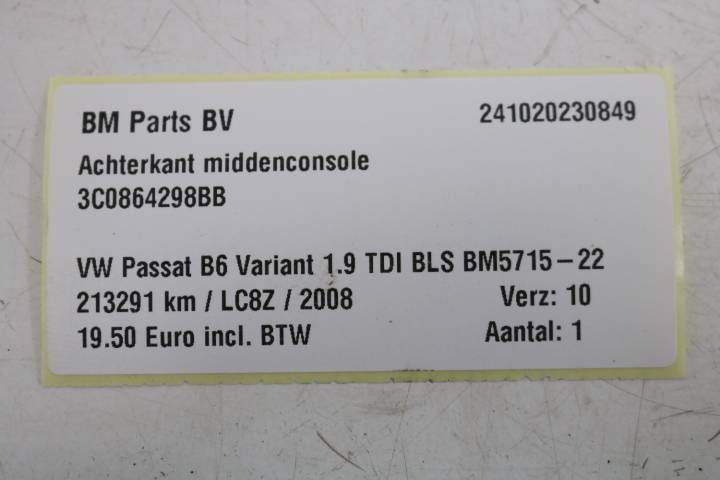 BM Parts BV 241020230849
Achterkant middenconsole
3C0864298BB
VW Passat B6 Variant 1.9 TDI BLS BM5715-22
213291 km / LC8Z / 2008 Verz: 10
19.50 Euro incl. BTW Aantal: 1